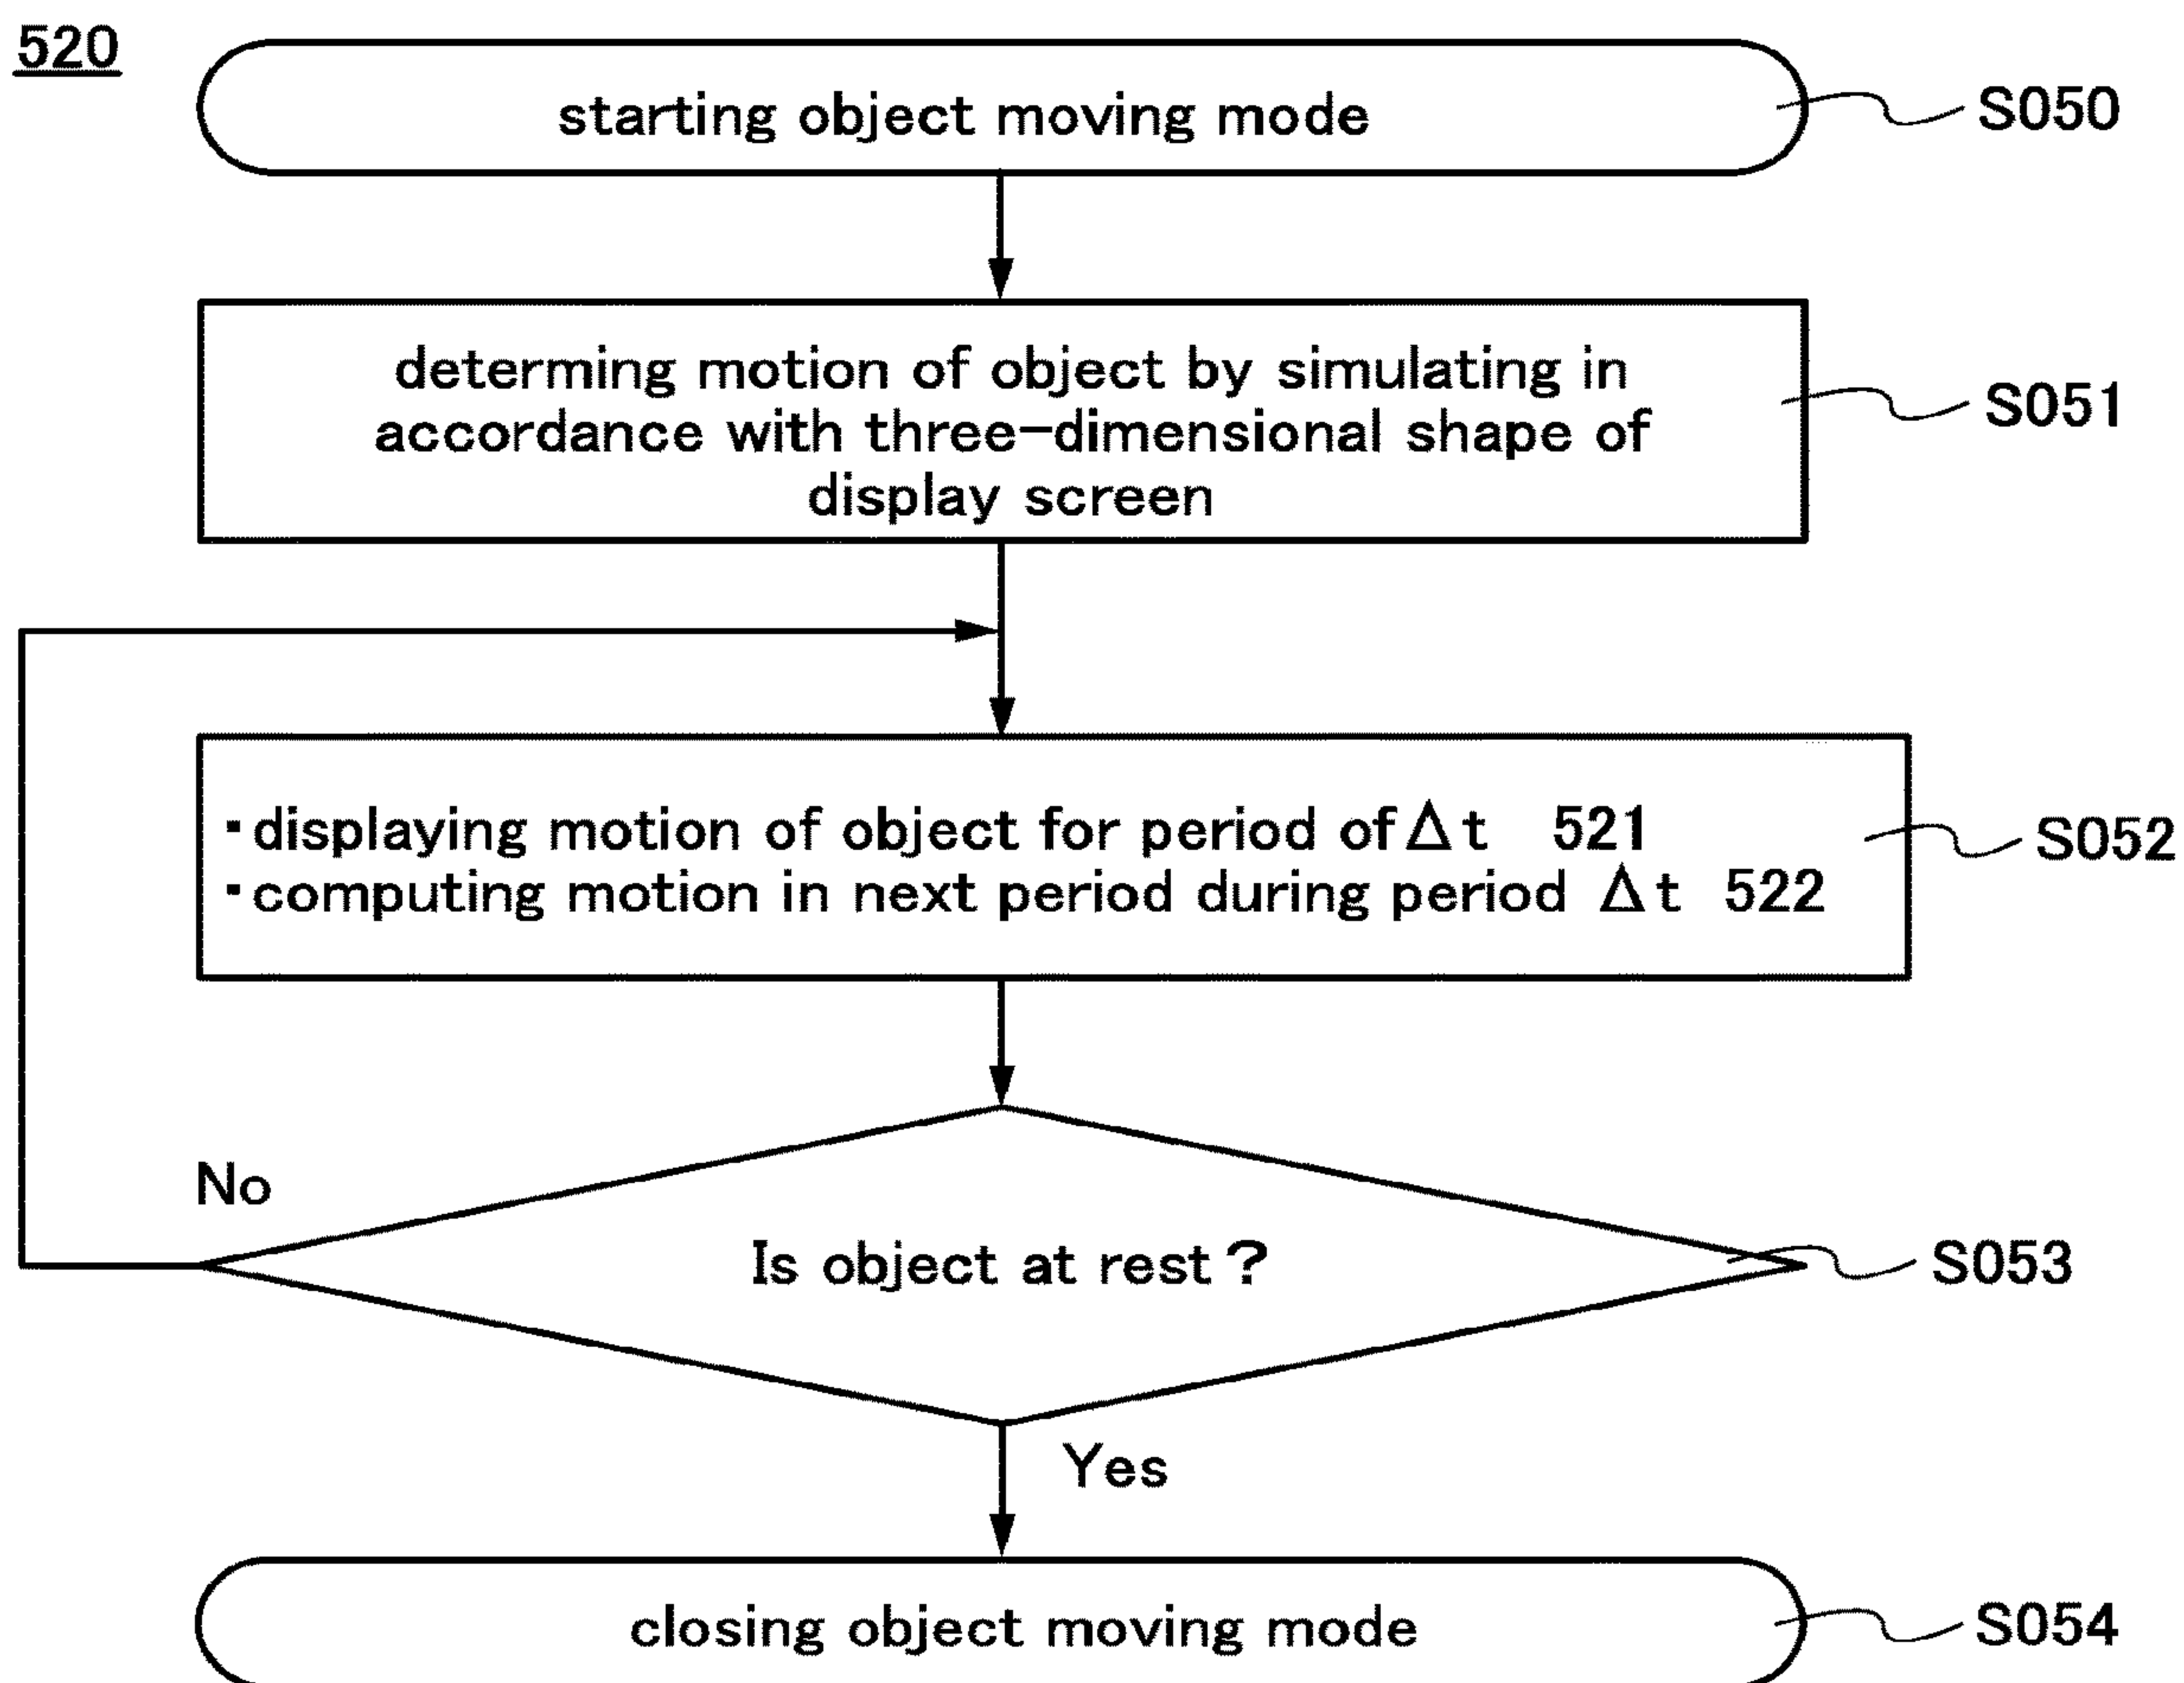 520
starting object moving mode
S050
determing motion of object by simulating in
accordance with three-dimensional shape of
display screen
S051
▪displaying motion of object for period of Δt 521
▪computing motion in next period during period Δt 522
S052
No
Is object at rest?
S053
Yes
closing object moving mode
S054